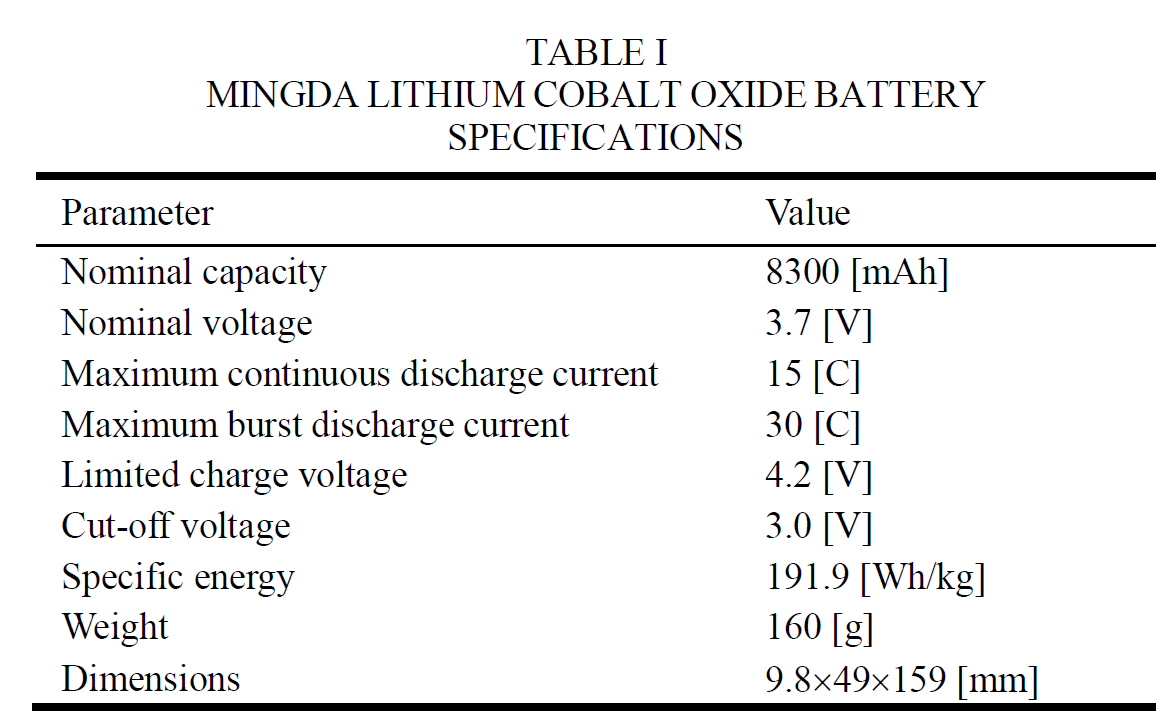 TABLE I
MINGDA LITHIUM COBALT OXIDE BATTERY
SPECIFICATIONS
Parameter Value
Nominal capacity 8300 [mAh]
Nominal voltage 3.7 [V]
Maximum continuous discharge current 15 [C]
Maximum burst discharge current 30 [C]
Limited charge voltage 4.2 [V]
Cut-off voltage 3.0 [V]
Specific energy 191.9 [Wh/kg]
Weight 160 [g]
Dimensions 9.8×49×159 [mm]